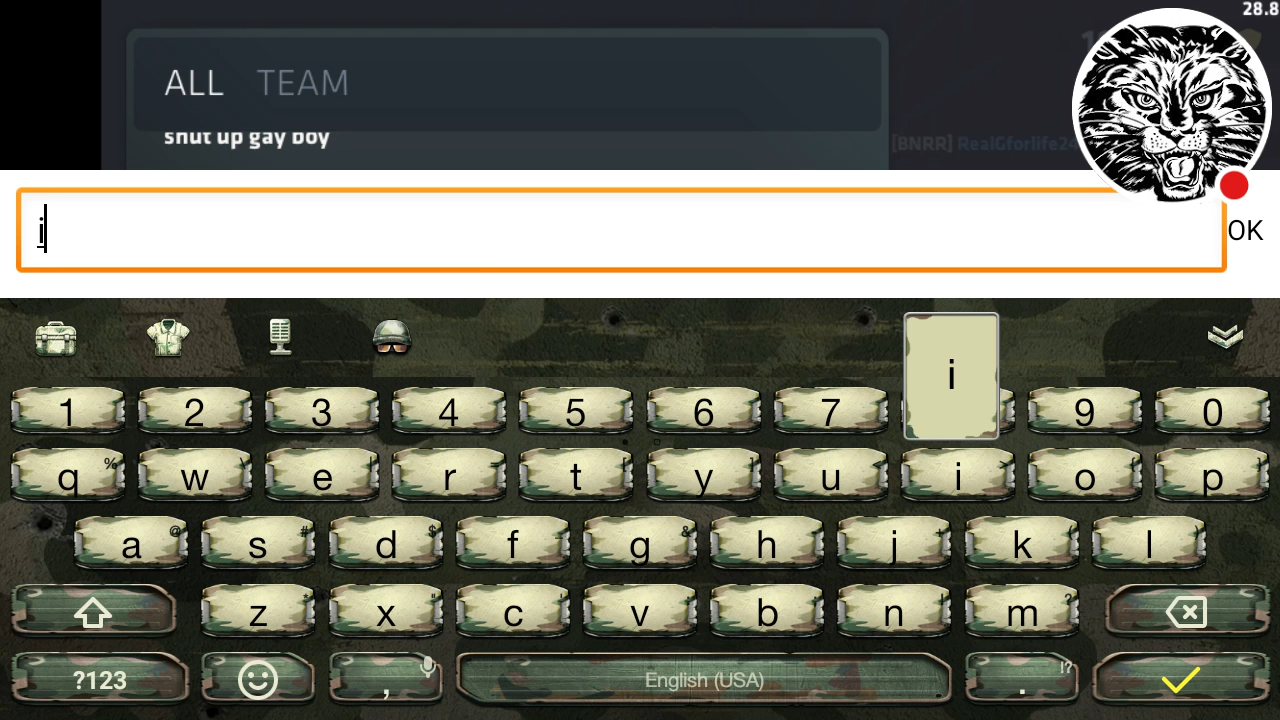 28.8
ALL TEAM
shut up gay boy
[BNRR] RealGforlife24
i
OK
i
1 2 3 4 5 6 7 9 0
q % w e r t y u i o p
a @ s # d $ f g & h j k l
z x c v b n m ?
?123 , English (USA) . !?